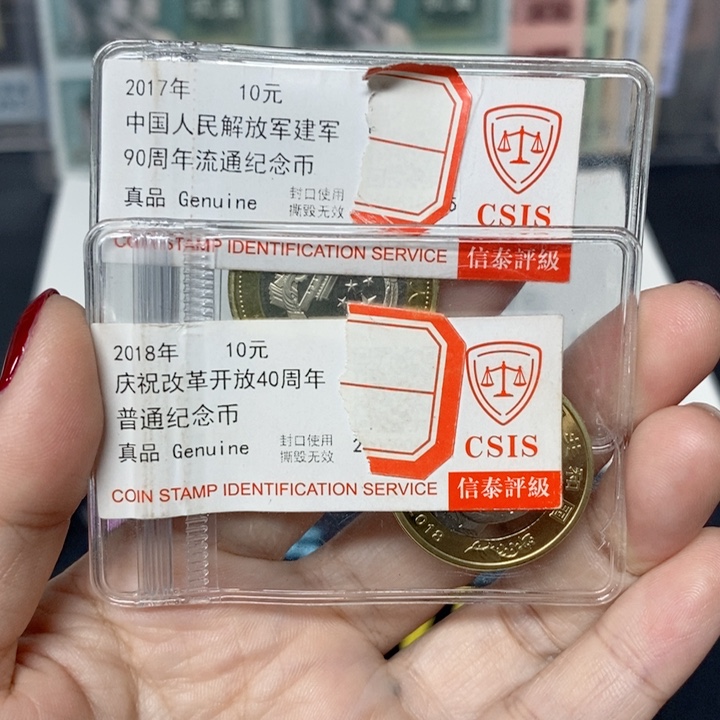 2017年 10元
中国人民解放军建军
90周年流通纪念币
真品 Genuine
封口使用
撕毁无效
5
CSIS
COIN STAMP IDENTIFICATION SERVICE
信泰評級
2018年 10元
庆祝改革开放40周年
普通纪念币
真品 Genuine
封口使用
撕毁无效
2
CSIS
COIN STAMP IDENTIFICATION SERVICE
信泰評級
2018